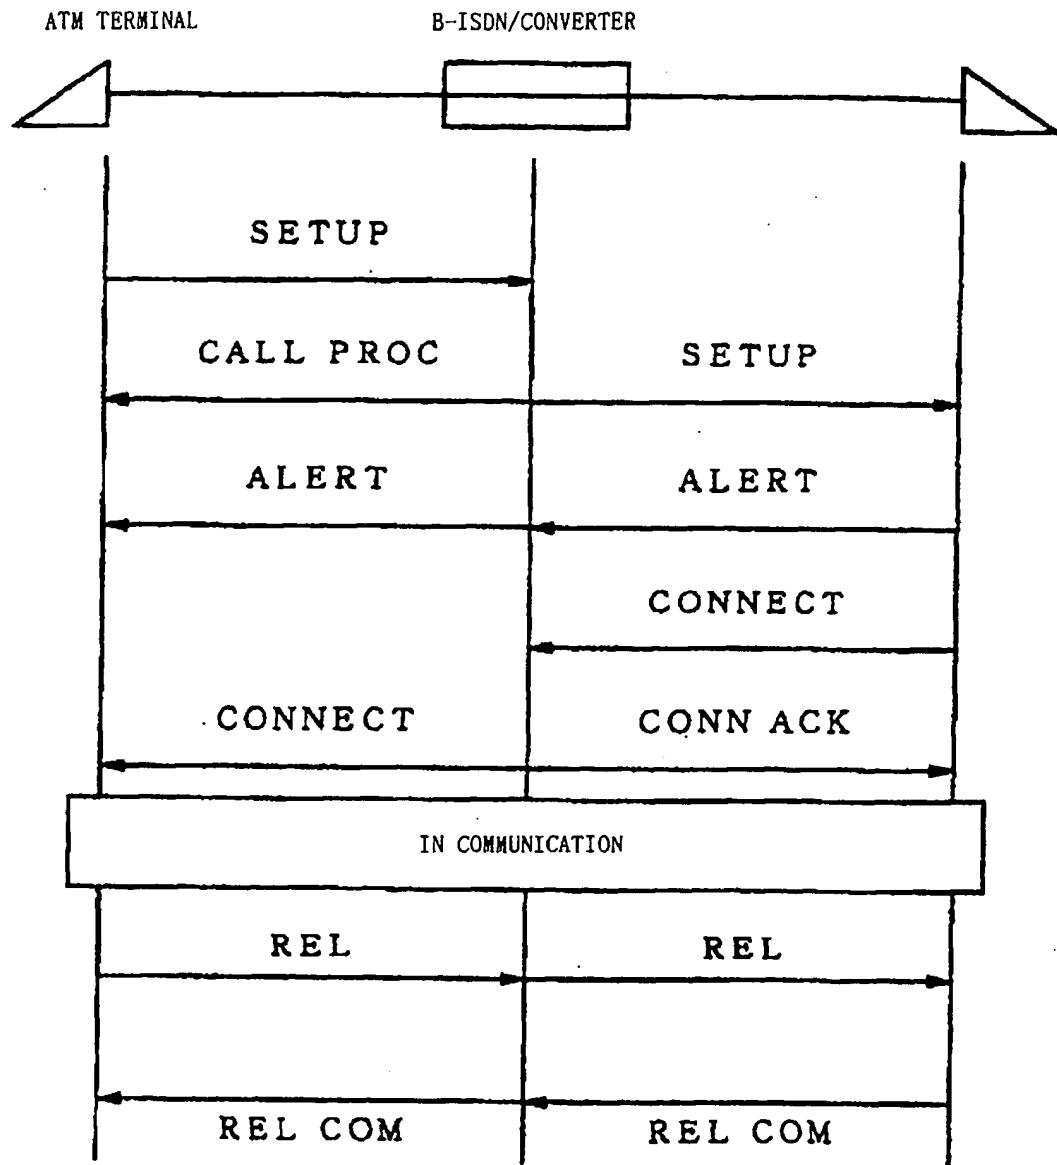 ATM TERMINAL
B-ISDN/CONVERTER
SETUP
CALL PROC
SETUP
ALERT
ALERT
CONNECT
CONNECT
CONN ACK
IN COMMUNICATION
REL
REL
REL COM
REL COM